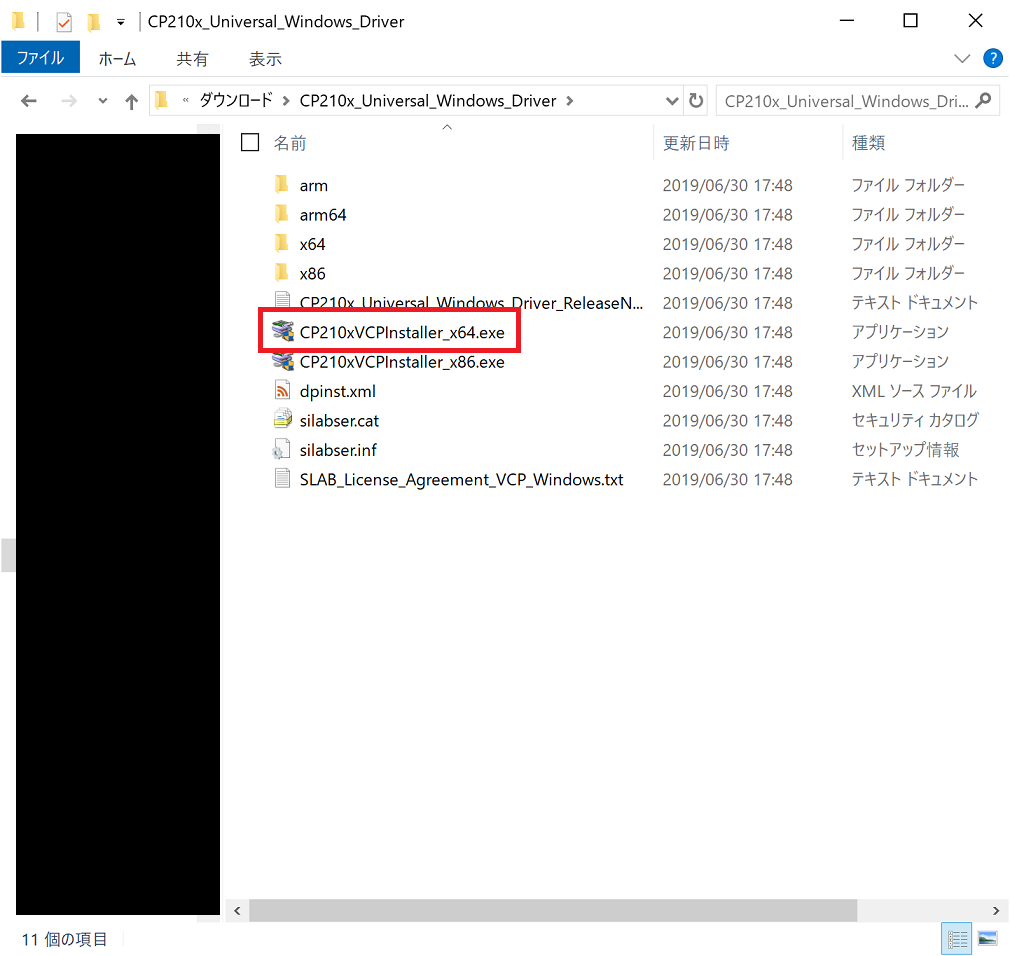 CP210x_Universal_Windows_Driver
ファイル ホーム 共有 表示 ?
« ダウンロード > CP210x_Universal_Windows_Driver > CP210x_Universal_Windows_Dri...
名前 更新日時 種類
arm 2019/06/30 17:48 ファイル フォルダー
arm64 2019/06/30 17:48 ファイル フォルダー
x64 2019/06/30 17:48 ファイル フォルダー
x86 2019/06/30 17:48 ファイル フォルダー
CP210x_Universal_Windows_Driver_ReleaseN... 2019/06/30 17:48 テキスト ドキュメント
CP210xVCPInstaller_x64.exe 2019/06/30 17:48 アプリケーション
CP210xVCPInstaller_x86.exe 2019/06/30 17:48 アプリケーション
dpinst.xml 2019/06/30 17:48 XML ソース ファイル
silabser.cat 2019/06/30 17:48 セキュリティ カタログ
silabser.inf 2019/06/30 17:48 セットアップ情報
SLAB_License_Agreement_VCP_Windows.txt 2019/06/30 17:48 テキスト ドキュメント
11 個の項目